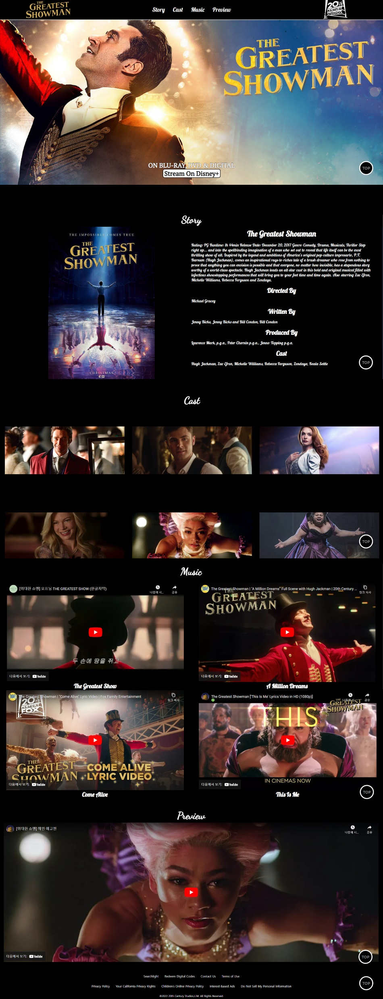 THE
GREATEST
SHOWMAN
Story Cast Music Preview
20th
CENTURY
STUDIOS
THE
GREATEST
SHOWMAN
ON BLU-RAY, DVD & DIGITAL
Stream On Disney+
TOP
Story
THE IMPOSSIBLE COMES TRUE
THE
GREATEST
SHOWMAN
CHRISTMAS
The Greatest Showman
Rating: PG Runtime: 1h 44min Release Date: December 20, 2017 Genre: Comedy, Drama, Musicals, Thriller Step
right up... and into the spellbinding imagination of a man who set out to reveal that life itself can be the most
thrilling show of all. Inspired by the legend and ambitions of America's original pop-culture impresario, P.T.
Barnum (Hugh Jackman), comes an inspirational rags-to-riches tale of a brash dreamer who rose from nothing to
prove that anything you can envision is possible and that everyone, no matter how invisible, has a stupendous story
worthy of a world-class spectacle. Hugh Jackman leads an all-star cast in this bold and original musical filled with
infectious showstopping performances that will bring you to your feet time and time again. Also starring Zac Efron,
Michelle Williams, Rebecca Ferguson and Zendaya.
Directed By
Michael Gracey
Written By
Jenny Bicks, Jenny Bicks and Bill Condon, Bill Condon
Produced By
Laurence Mark, p.g.a., Peter Chernin p.g.a., Jenno Topping p.g.a.
Cast
Hugh Jackman, Zac Efron, Michelle Williams, Rebecca Ferguson, Zendaya, Keala Settle
TOP
Cast
TOP
Music
[위대한 쇼맨] 오프닝 THE GREATEST SHOW (한글자막)
나중에 시... 공유
두 손에 땀을 쥐고
다음에서 보기: YouTube
The Greatest Show
The Greatest Showman | "A Million Dreams" Full Scene with Hugh Jackman | 20th Century ...
링크 복사
THE
GREATEST
SHOWMAN
다음에서 보기: YouTube
A Million Dreams
The Greatest Showman | "Come Alive" Lyric Video | Fox Family Entertainment
링크 복사
20th
CENTURY
FOX
THE
GREATEST
SHOWMAN
COME ALIVE
LYRIC VIDEO
다음에서 보기: YouTube
Come Alive
The Greatest Showman ['This Is Me' Lyrics Video in HD (1080p)]
나중에 시... 공유
THE
GREATEST
SHOWMAN
THIS
IN CINEMAS NOW
다음에서 보기: YouTube
This Is Me
TOP
Preview
[위대한 쇼맨] 메인 예고편
나중에 시... 공유
다음에서 보기: YouTube
TOP
Searchlight Redeem Digital Codes Contact Us Terms of Use
Privacy Policy Your California Privacy Rights Children's Online Privacy Policy Interest-Based Ads Do Not Sell My Personal Information
TOP
©2022 20th Century Studios,LJW. All Rights Reserved.